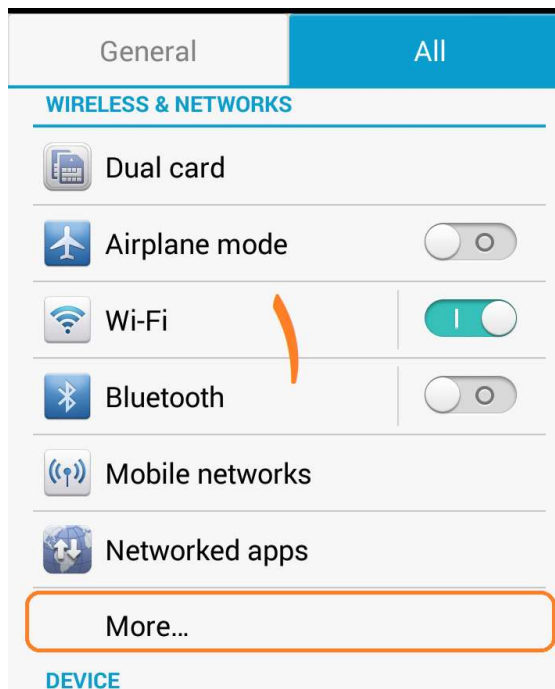 General
All
WIRELESS & NETWORKS
Dual card
Airplane mode
Wi-Fi
Bluetooth
Mobile networks
Networked apps
More...
DEVICE